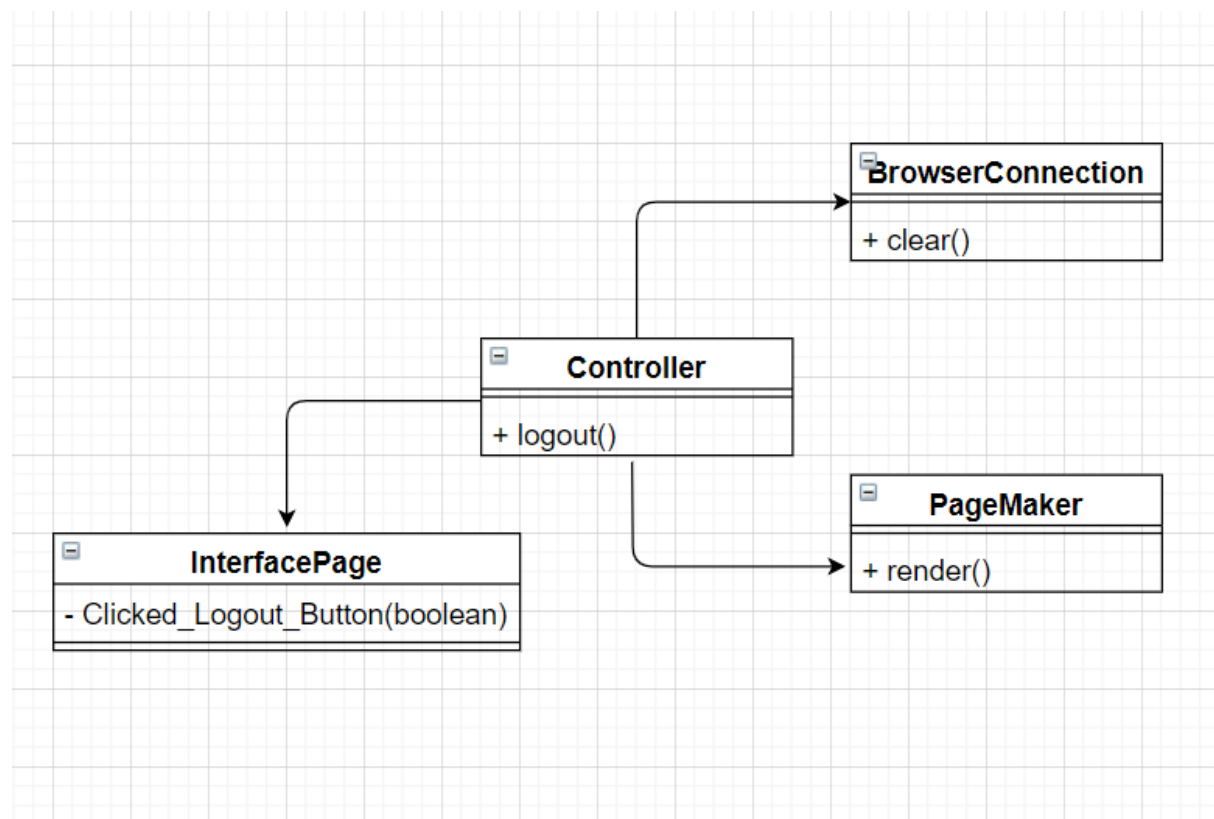 BrowserConnection
+ clear()
Controller
+ logout()
PageMaker
+ render()
InterfacePage
- Clicked_Logout_Button(boolean)